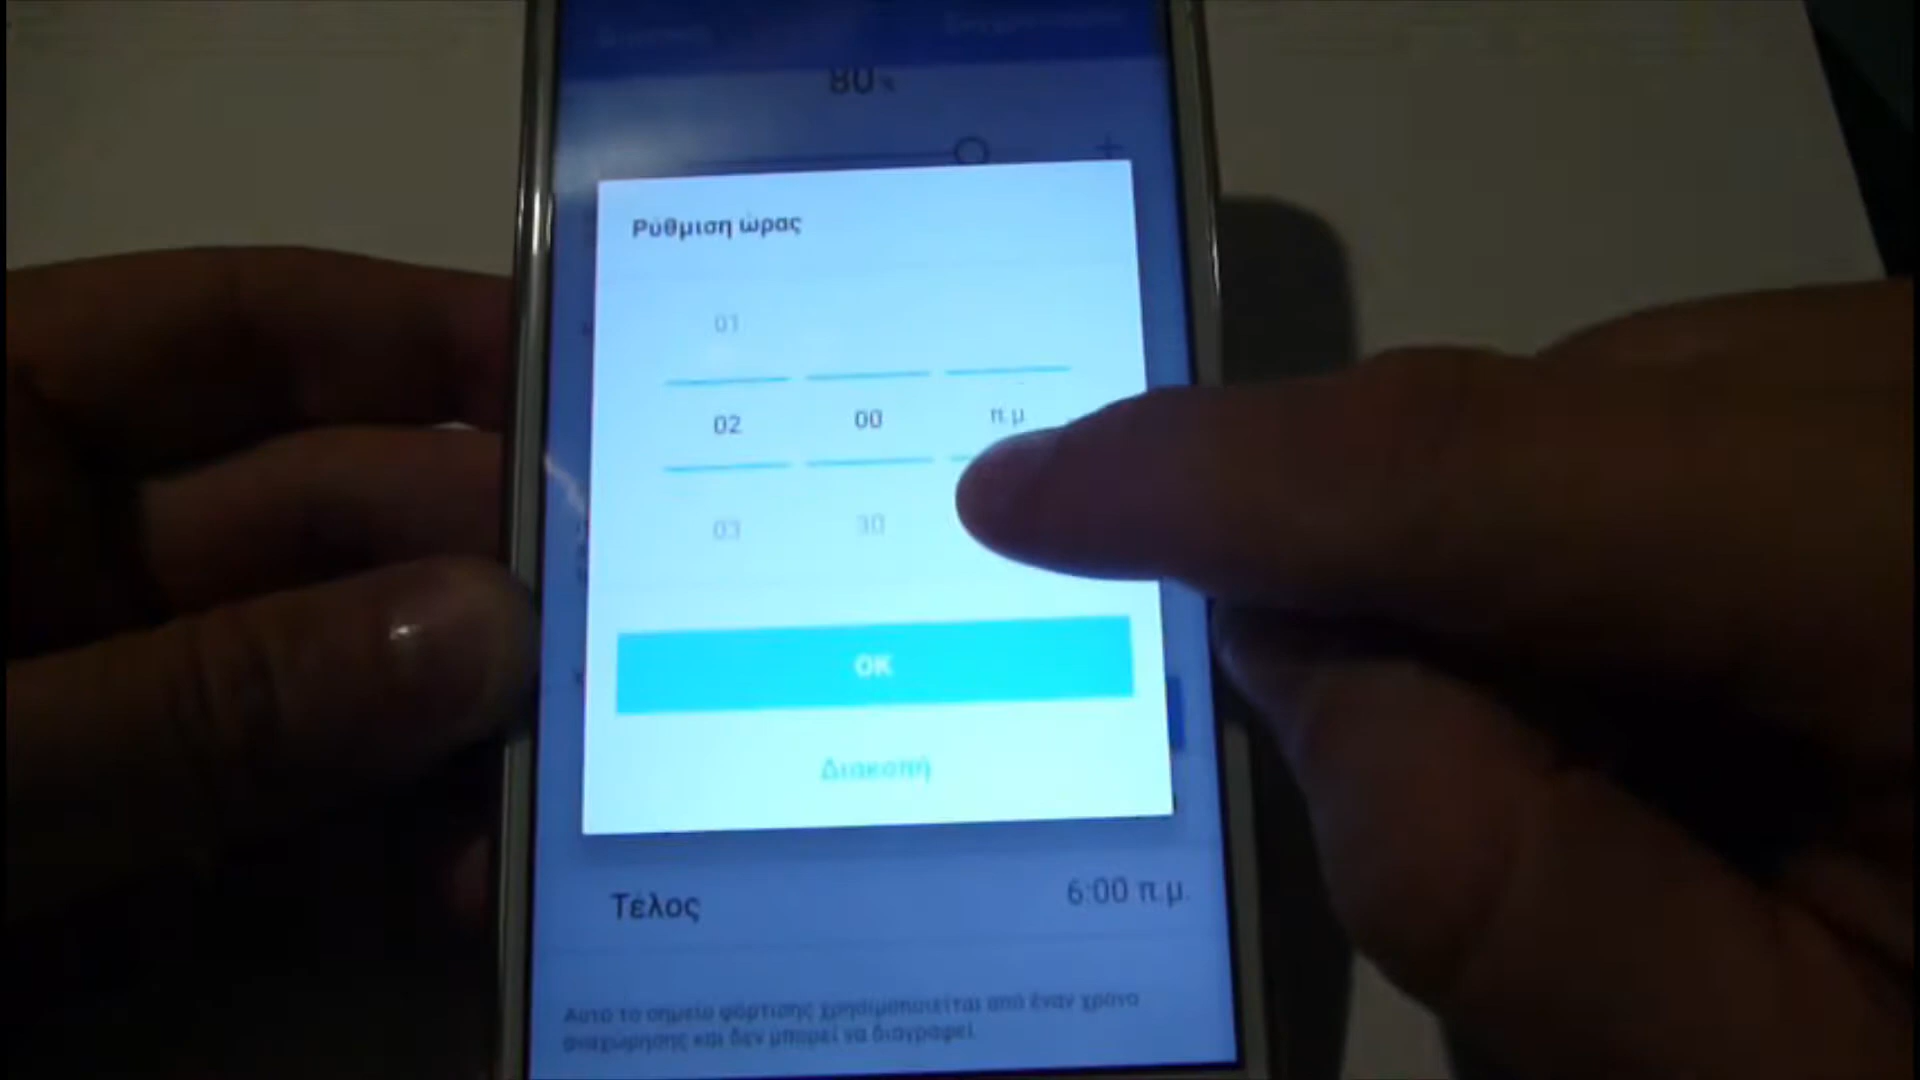 80 %
+
Ρύθμιση ώρας
01
02 00 π.μ.
03 30
OK
Διακοπή
Τέλος 6:00 π.μ.
Αυτό το σημείο φόρτισης χρησιμοποιείται από έναν χρόνο
αναχώρησης και δεν μπορεί να διαγραφεί.